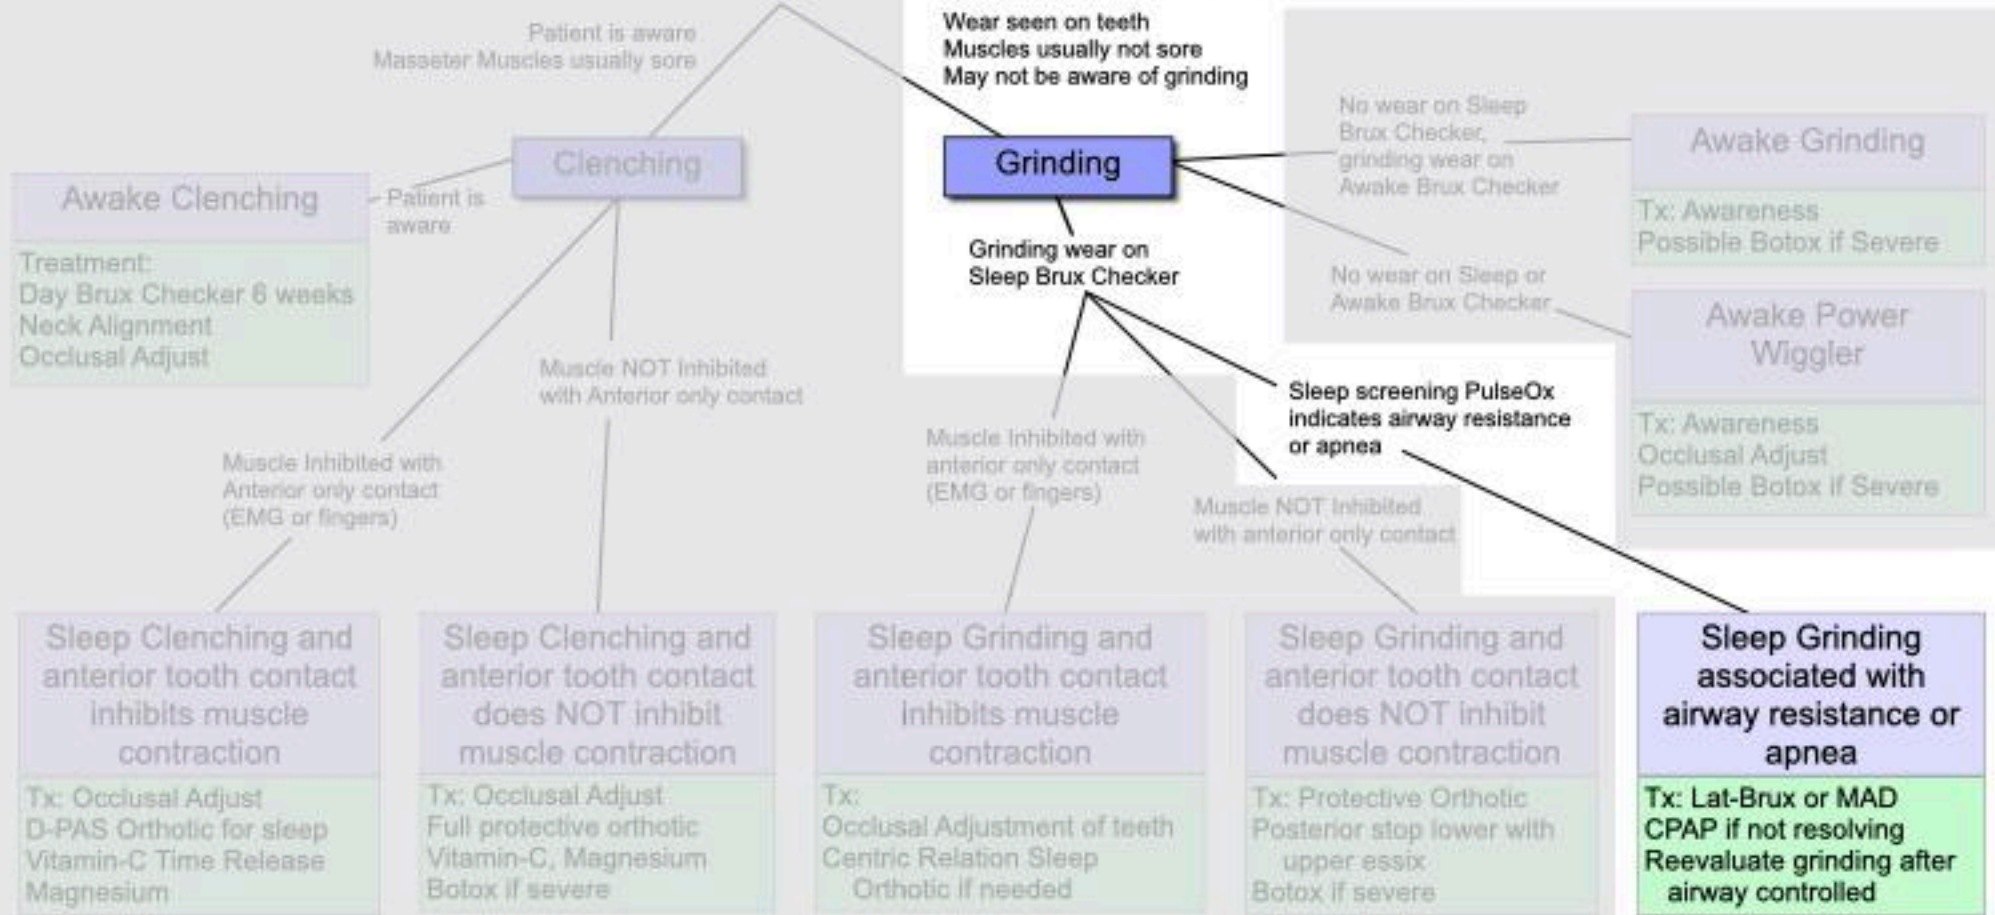 Patient is aware
Masseter Muscles usually sore
Wear seen on teeth
Muscles usually not sore
May not be aware of grinding
Clenching
Grinding
No wear on Sleep
Brux Checker,
grinding wear on
Awake Brux Checker
Awake Grinding
Tx: Awareness
Possible Botox if Severe
Awake Clenching
Patient is
aware
Treatment:
Day Brux Checker 6 weeks
Neck Alignment
Occlusal Adjust
Grinding wear on
Sleep Brux Checker
No wear on Sleep or
Awake Brux Checker
Awake Power
Wiggler
Tx: Awareness
Occlusal Adjust
Possible Botox if Severe
Muscle NOT Inhibited
with Anterior only contact
Sleep screening PulseOx
indicates airway resistance
or apnea
Muscle Inhibited with
Anterior only contact
(EMG or fingers)
Muscle Inhibited with
anterior only contact
(EMG or fingers)
Muscle NOT Inhibited
with anterior only contact
Sleep Clenching and
anterior tooth contact
inhibits muscle
contraction
Tx: Occlusal Adjust
D-PAS Orthotic for sleep
Vitamin-C Time Release
Magnesium
Sleep Clenching and
anterior tooth contact
does NOT inhibit
muscle contraction
Tx: Occlusal Adjust
Full protective orthotic
Vitamin-C, Magnesium
Botox if severe
Sleep Grinding and
anterior tooth contact
Inhibits muscle
contraction
Tx:
Occlusal Adjustment of teeth
Centric Relation Sleep
Orthotic if needed
Sleep Grinding and
anterior tooth contact
does NOT inhibit
muscle contraction
Tx: Protective Orthotic
Posterior stop lower with
upper essix
Botox if severe
Sleep Grinding
associated with
airway resistance or
apnea
Tx: Lat-Brux or MAD
CPAP if not resolving
Reevaluate grinding after
airway controlled